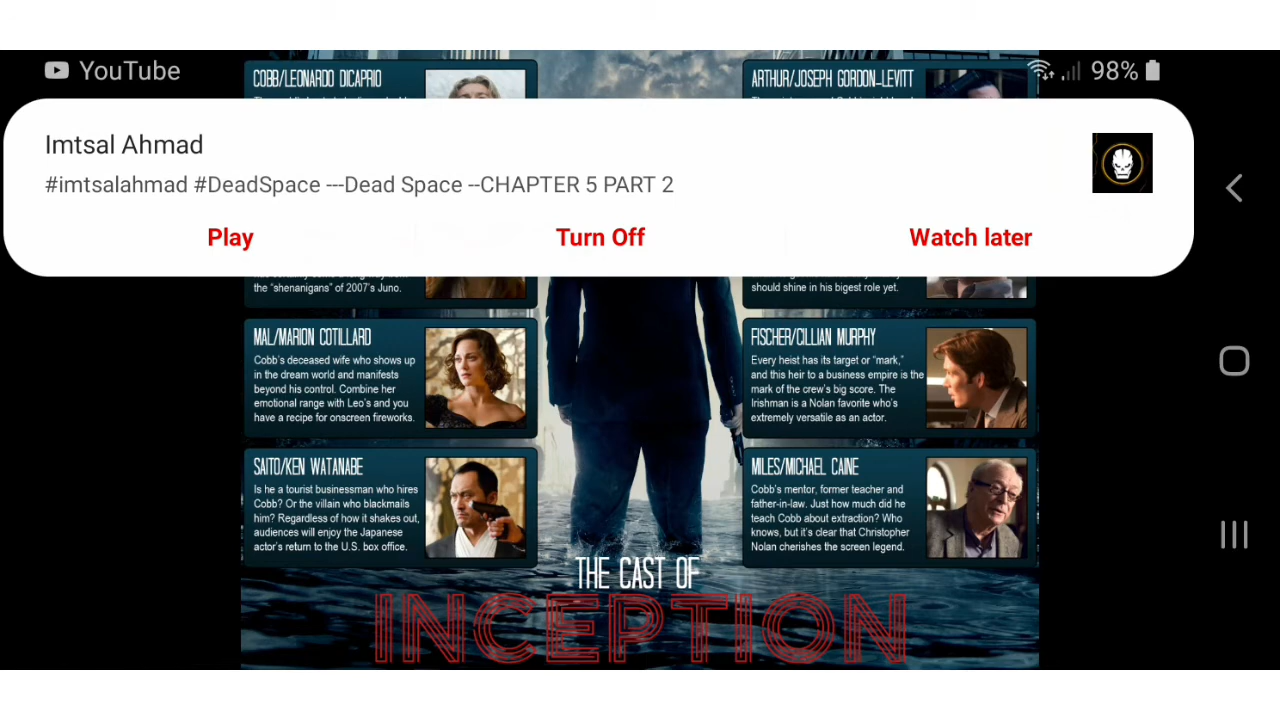 YouTube
98%
Imtsal Ahmad
#imtsalahmad #DeadSpace ---Dead Space --CHAPTER 5 PART 2
Play
Turn Off
Watch later
COBB/LEONARDO DICAPRIO
the "shenanigans" of 2007's Juno.
MAL/MARION COTILLARD
Cobb's deceased wife who shows up
in the dream world and manifests
beyond his control. Combine her
emotional range with Leo's and you
have a recipe for onscreen fireworks.
SAITO/KEN WATANABE
Is he a tourist businessman who hires
Cobb? Or the villain who blackmails
him? Regardless of how it shakes out,
audiences will enjoy the Japanese
actor's return to the U.S. box office.
ARTHUR/JOSEPH GORDON-LEVITT
should shine in his biggest role yet.
FISCHER/CILLIAN MURPHY
Every heist has its target or "mark,"
and this heir to a business empire is the
mark of the crew's big score. The
Irishman is a Nolan favorite who's
extremely versatile as an actor.
MILES/MICHAEL CAINE
Cobb's mentor, former teacher and
father-in-law. Just how much did he
teach Cobb about extraction? Who
knows, but it's clear that Christopher
Nolan cherishes the screen legend.
THE CAST OF
INCEPTION